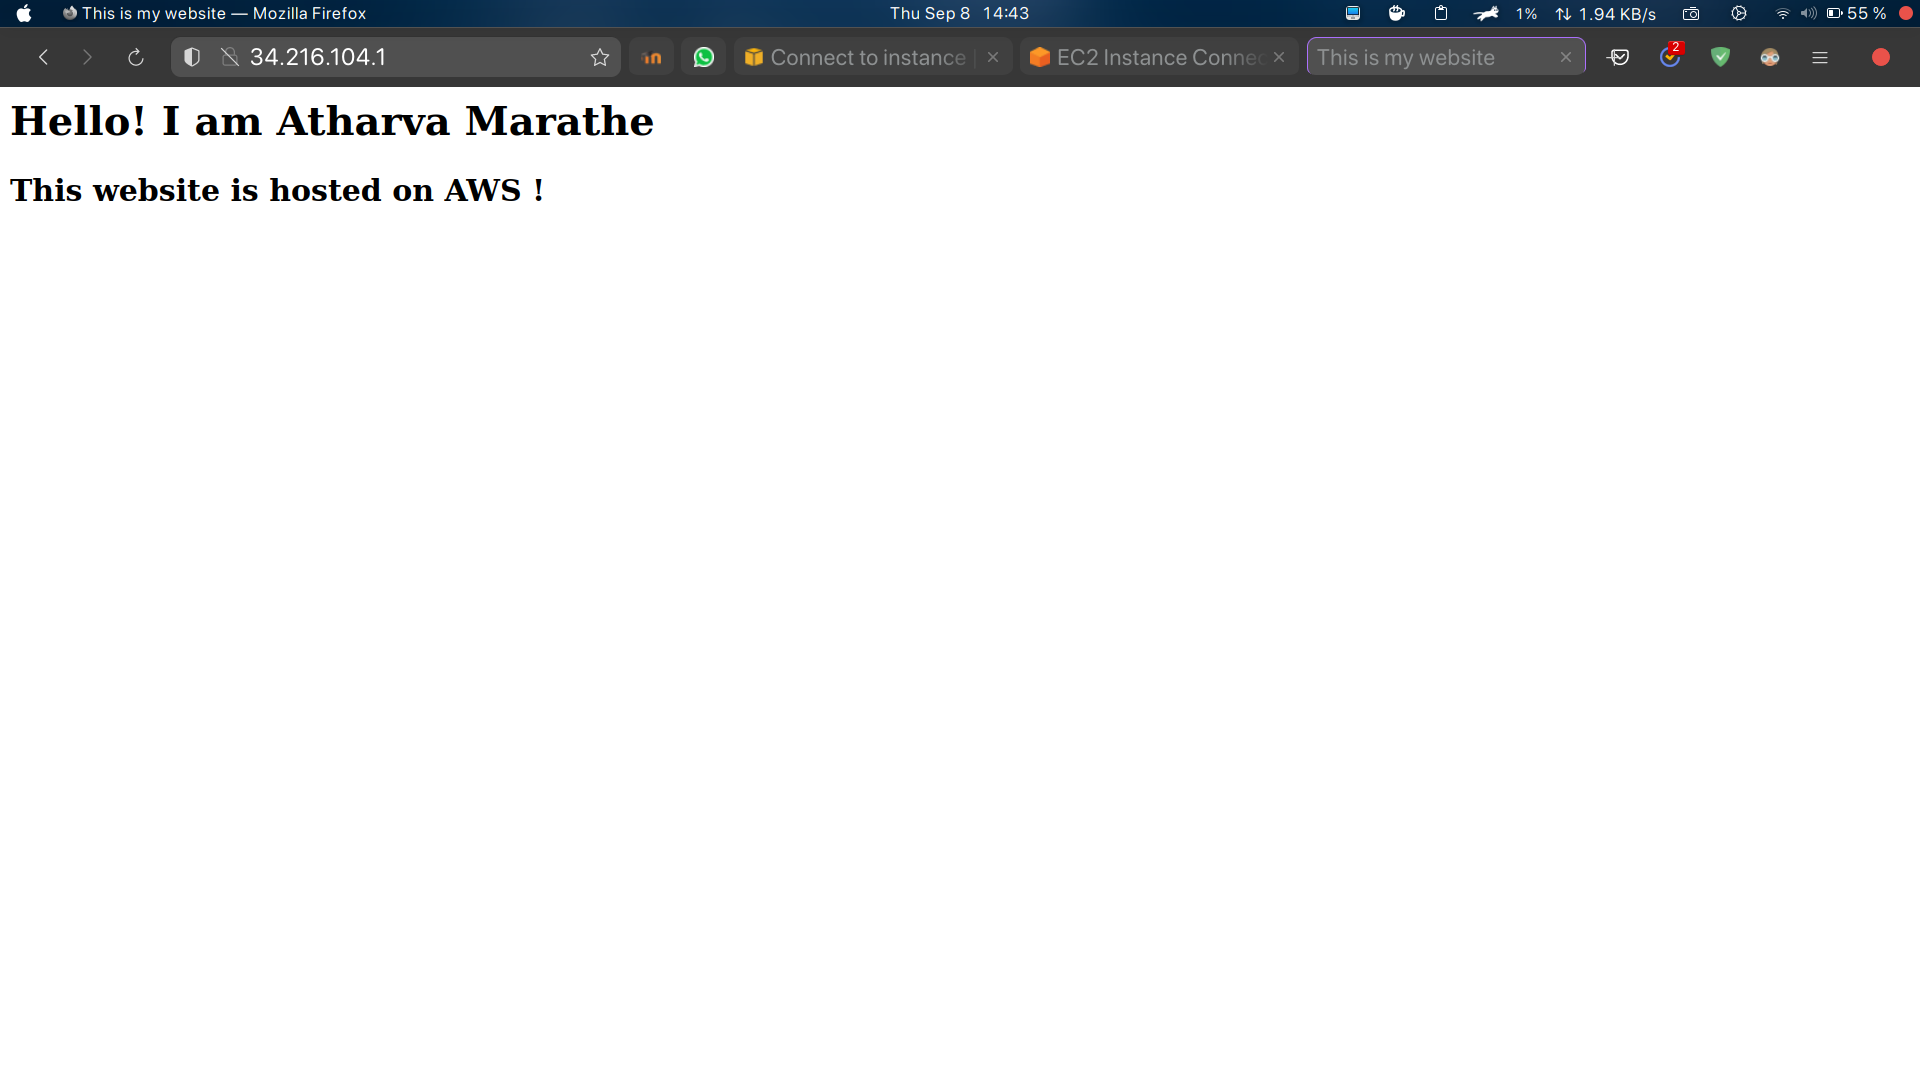 This is my website — Mozilla Firefox
Thu Sep 8 14:43
1%
1.94 KB/s
55 %
34.216.104.1
Connect to instance
EC2 Instance Connec
This is my website
2
Hello! I am Atharva Marathe
This website is hosted on AWS !